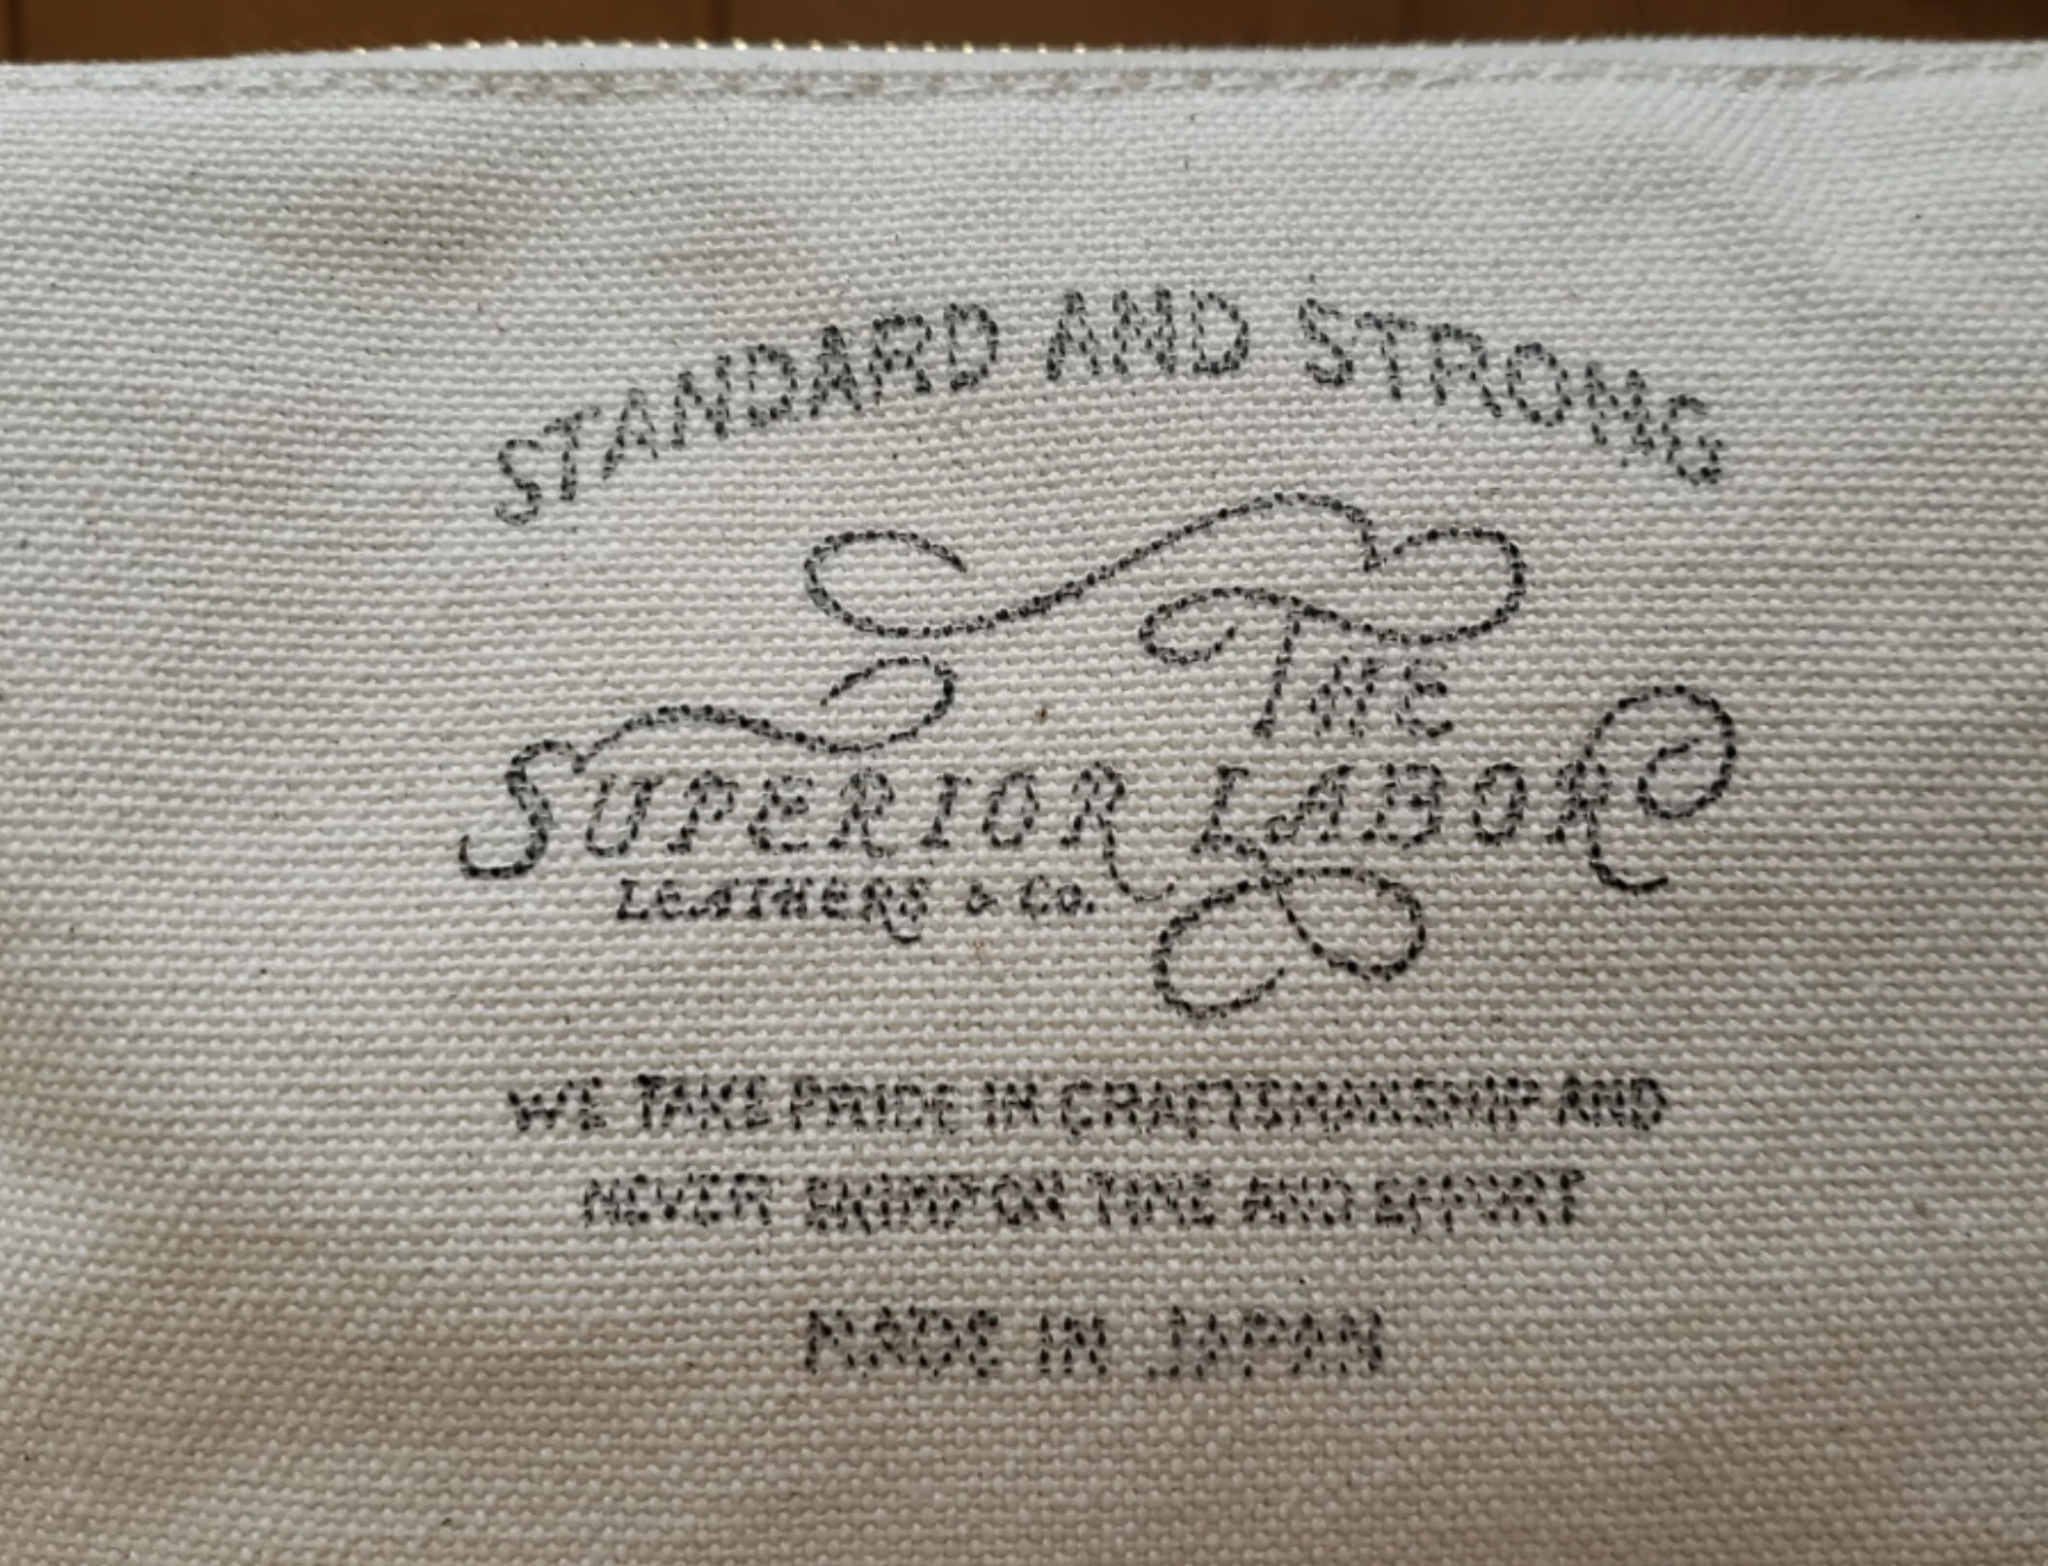 STANDARD AND STRONG
THE
SUPERIOR LABOR
LEATHERS & CO.
WE TAKE PRIDE IN CRAFTSMANSHIP AND
NEVER SKIMP ON TIME AND EFFORT
MADE IN JAPAN